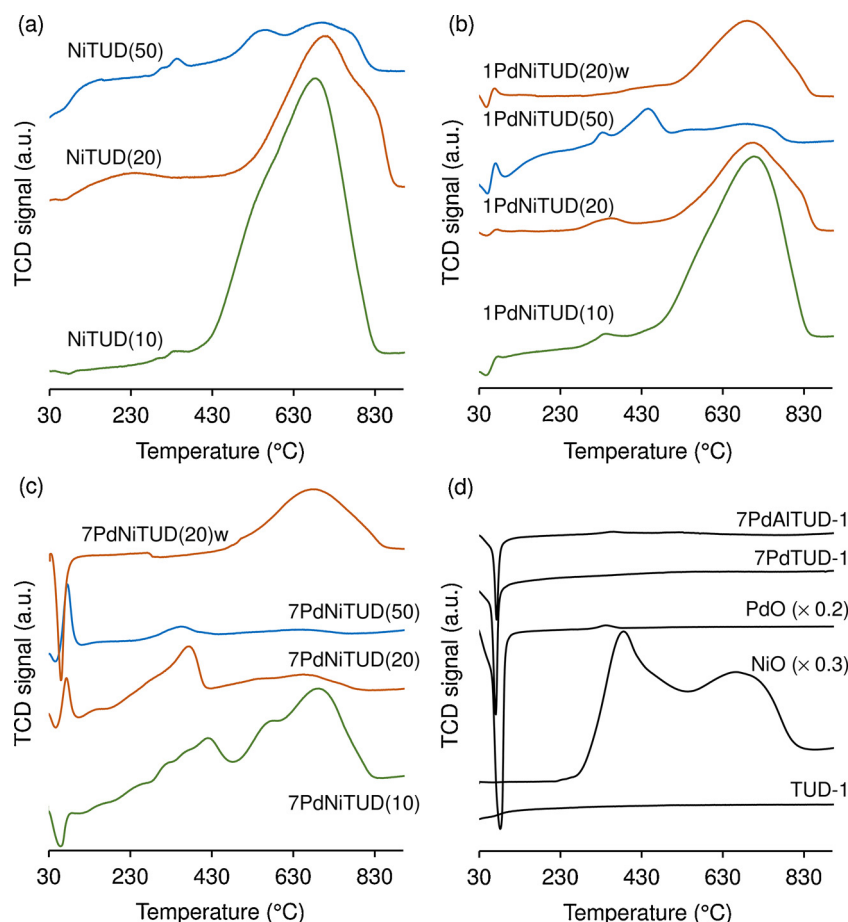 (a)
NiTUD(50)
NiTUD(20)
NiTUD(10)
TCD signal (a.u.)
30 230 430 630 830
Temperature (°C)
(b)
1PdNiTUD(20)w
1PdNiTUD(50)
1PdNiTUD(20)
1PdNiTUD(10)
TCD signal (a.u.)
30 230 430 630 830
Temperature (°C)
(c)
7PdNiTUD(20)w
7PdNiTUD(50)
7PdNiTUD(20)
7PdNiTUD(10)
TCD signal (a.u.)
30 230 430 630 830
Temperature (°C)
(d)
7PdAlTUD-1
7PdTUD-1
PdO (× 0.2)
NiO (× 0.3)
TUD-1
TCD signal (a.u.)
30 230 430 630 830
Temperature (°C)